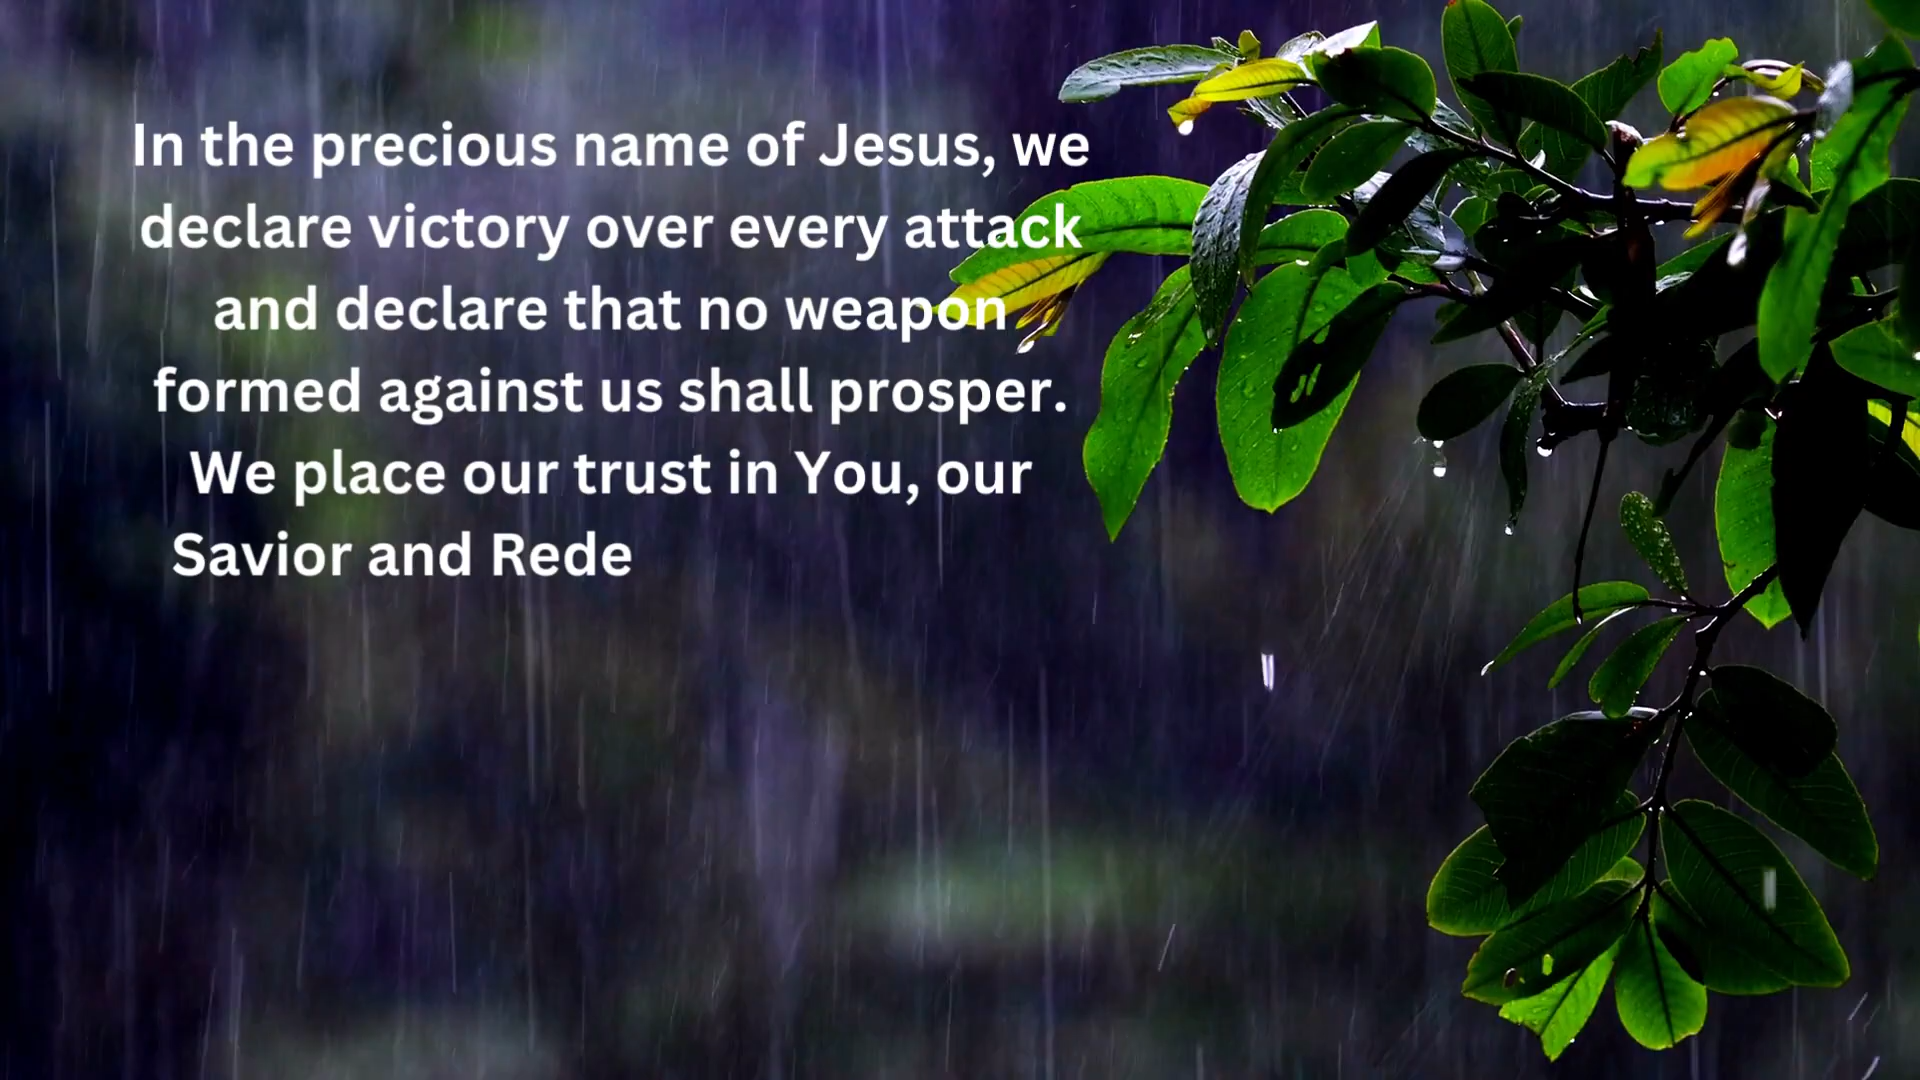 In the precious name of Jesus, we
declare victory over every attack
and declare that no weapon
formed against us shall prosper.
We place our trust in You, our
Savior and Rede